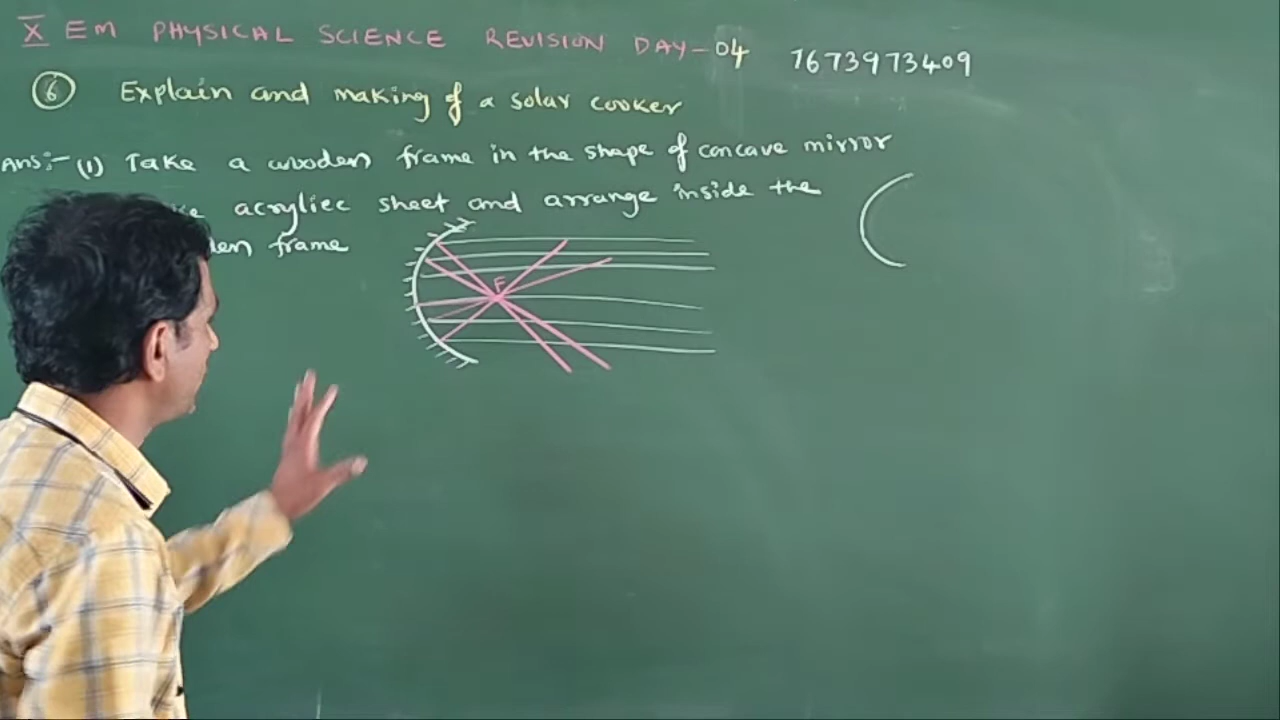 X EM PHYSICAL SCIENCE REVISION DAY-04 7673973409
(6) Explain and making of a solar cooker
Ans:- (1) Take a wooden frame in the shape of concave mirror
acryliec sheet and arrange inside the
frame
F